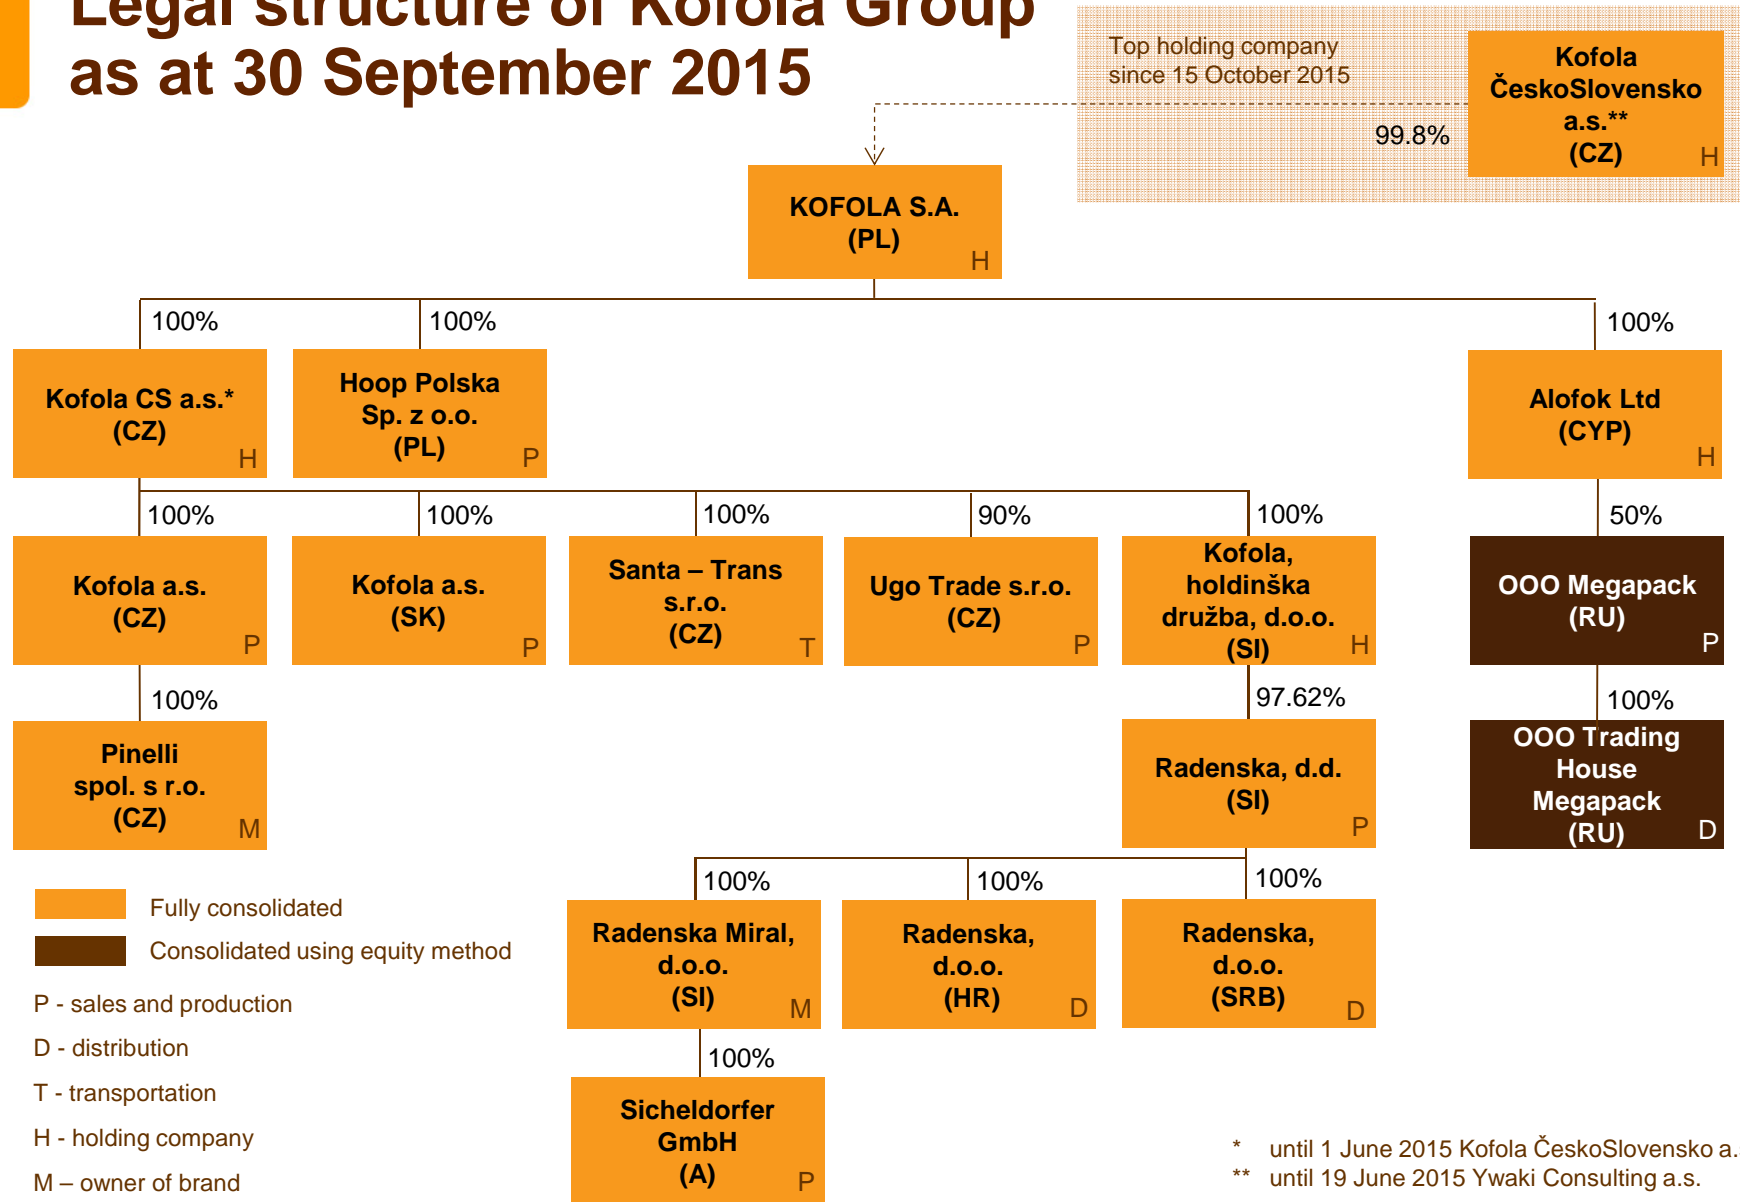 Legal structure of Kofola Group
as at 30 September 2015
Top holding company
since 15 October 2015
Kofola
ČeskoSlovensko
a.s.**
(CZ)
H
99.8%
KOFOLA S.A.
(PL)
H
100%
100%
100%
Kofola CS a.s.*
(CZ)
H
Hoop Polska
Sp. z o.o.
(PL)
P
Alofok Ltd
(CYP)
H
100%
100%
100%
90%
100%
50%
Kofola a.s.
(CZ)
P
Kofola a.s.
(SK)
P
Santa – Trans
s.r.o.
(CZ)
T
Ugo Trade s.r.o.
(CZ)
P
Kofola,
holdinška
družba, d.o.o.
(SI)
H
OOO Megapack
(RU)
P
100%
97.62%
100%
Pinelli
spol. s r.o.
(CZ)
M
Radenska, d.d.
(SI)
P
OOO Trading
House
Megapack
(RU)
D
100%
100%
100%
Radenska Miral,
d.o.o.
(SI)
M
Radenska,
d.o.o.
(HR)
D
Radenska,
d.o.o.
(SRB)
D
100%
Sicheldorfer
GmbH
(A)
P
Fully consolidated
Consolidated using equity method
P - sales and production
D - distribution
T - transportation
H - holding company
M – owner of brand
* until 1 June 2015 Kofola ČeskoSlovensko a.
** until 19 June 2015 Ywaki Consulting a.s.